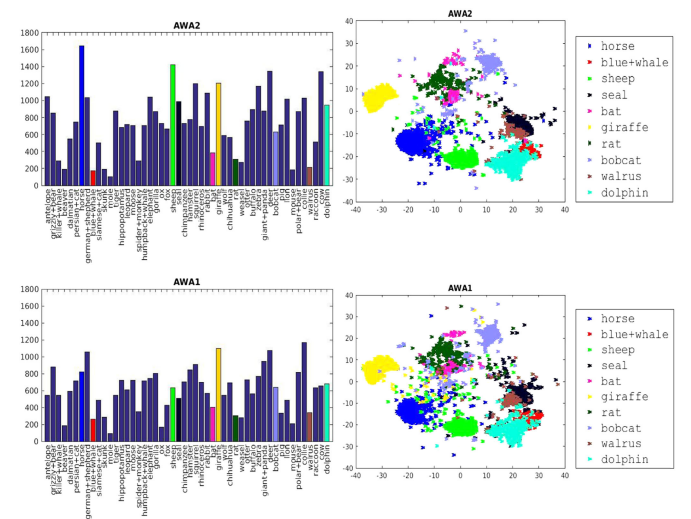 AWA2
1800
1600
1400
1200
1000
800
600
400
200
0
antelope
grizzly+bear
killer+whale
beaver
dalmatian
persian+cat
horse
german+shepherd
blue+whale
siamese+cat
skunk
mole
tiger
hippopotamus
leopard
moose
spider+monkey
humpback+whale
elephant
gorilla
ox
fox
sheep
seal
chimpanzee
hamster
squirrel
rhinoceros
rabbit
bat
giraffe
wolf
chihuahua
rat
weasel
otter
buffalo
zebra
giant+panda
deer
bobcat
pig
lion
mouse
polar+bear
collie
walrus
raccoon
cow
dolphin
AWA2
40
30
20
10
0
-10
-20
-30
-40
-40 -30 -20 -10 0 10 20 30 40
horse
blue+whale
sheep
seal
bat
giraffe
rat
bobcat
walrus
dolphin
AWA1
1800
1600
1400
1200
1000
800
600
400
200
0
antelope
grizzly+bear
killer+whale
beaver
dalmatian
persian+cat
horse
german+shepherd
blue+whale
siamese+cat
skunk
mole
tiger
hippopotamus
leopard
moose
spider+monkey
humpback+whale
elephant
gorilla
ox
fox
sheep
seal
chimpanzee
hamster
squirrel
rhinoceros
rabbit
bat
giraffe
wolf
chihuahua
rat
weasel
otter
buffalo
zebra
giant+panda
deer
bobcat
pig
lion
mouse
polar+bear
collie
walrus
raccoon
cow
dolphin
AWA1
40
30
20
10
0
-10
-20
-30
-40
-40 -30 -20 -10 0 10 20 30 40
horse
blue+whale
sheep
seal
bat
giraffe
rat
bobcat
walrus
dolphin